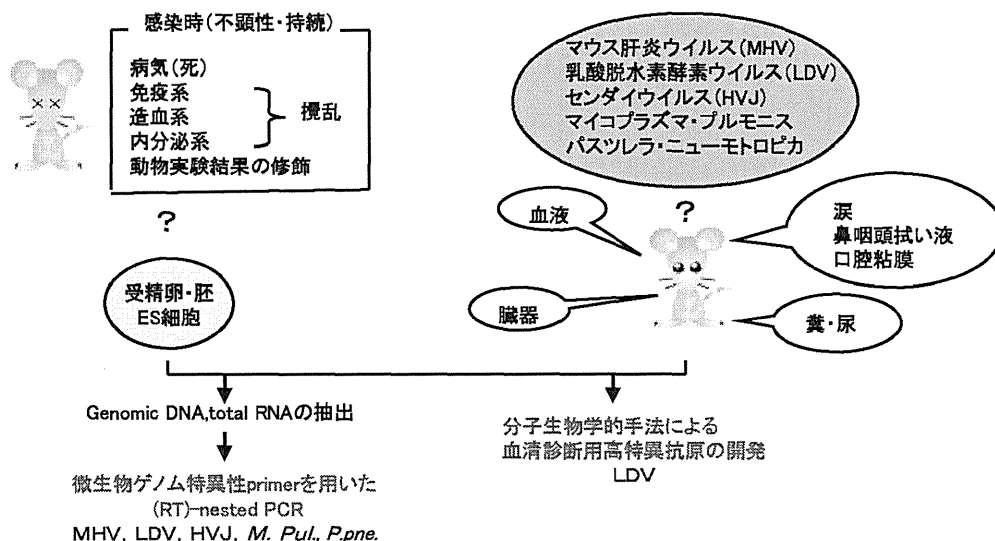 感染時(不顕性・持続)
病気(死)
免疫系
造血系
内分泌系
攪乱
動物実験結果の修飾
?
受精卵・胚
ES細胞
マウス肝炎ウイルス(MHV)
乳酸脱水素酵素ウイルス(LDV)
センダイウイルス(HVJ)
マイコプラズマ・プルモニス
パスツレラ・ニューモトロピカ
?
血液
涙
鼻咽頭拭い液
口腔粘膜
臓器
糞・尿
Genomic DNA,total RNAの抽出
微生物ゲノム特異性primerを用いた
(RT)-nested PCR
MHV, LDV, HVJ, M. Pul., P.pne.
分子生物学的手法による
血清診断用高特異抗原の開発
LDV